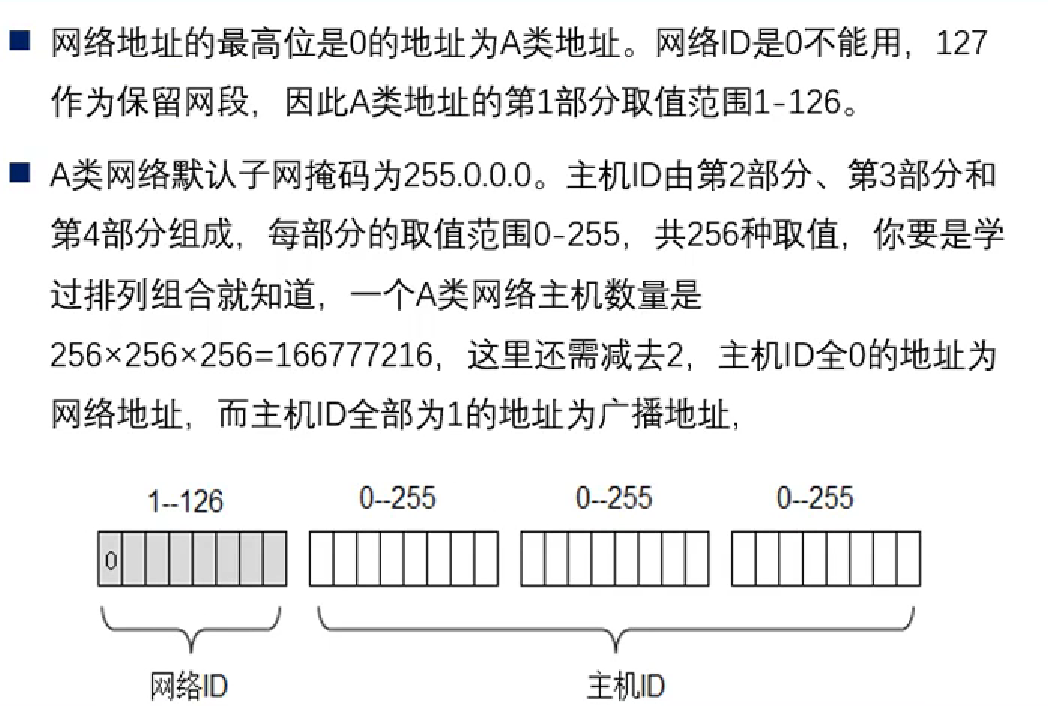 网络地址的最高位是0的地址为A类地址。网络ID是0不能用，127
作为保留网段，因此A类地址的第1部分取值范围1-126。
A类网络默认子网掩码为255.0.0.0。主机ID由第2部分、第3部分和
第4部分组成，每部分的取值范围0-255，共256种取值，你要是学
过排列组合就知道，一个A类网络主机数量是
256×256×256=166777216，这里还需减去2，主机ID全0的地址为
网络地址，而主机ID全部为1的地址为广播地址,
1--126 0--255 0--255 0--255
0
网络ID 主机ID